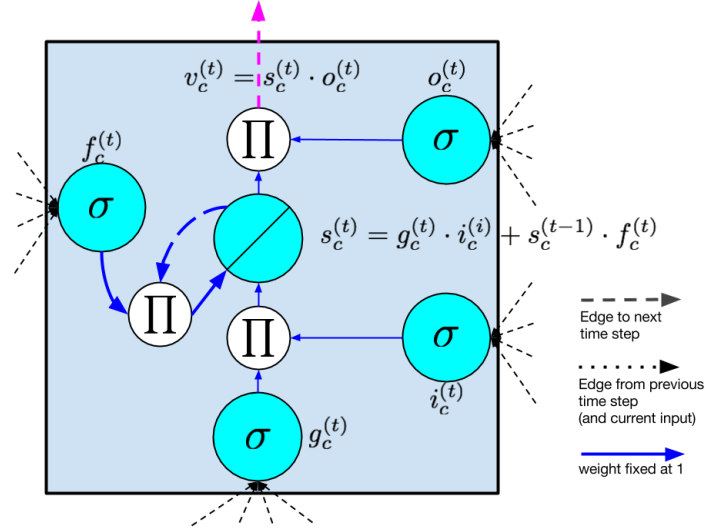 v_c^{(t)} = s_c^{(t)} · o_c^{(t)}
o_c^{(t)}
∏
σ
f_c^{(t)}
σ
s_c^{(t)} = g_c^{(t)} · i_c^{(i)} + s_c^{(t-1)} · f_c^{(t)}
∏
∏
σ
i_c^{(t)}
σ
g_c^{(t)}
Edge to next
time step
Edge from previous
time step
(and current input)
weight fixed at 1